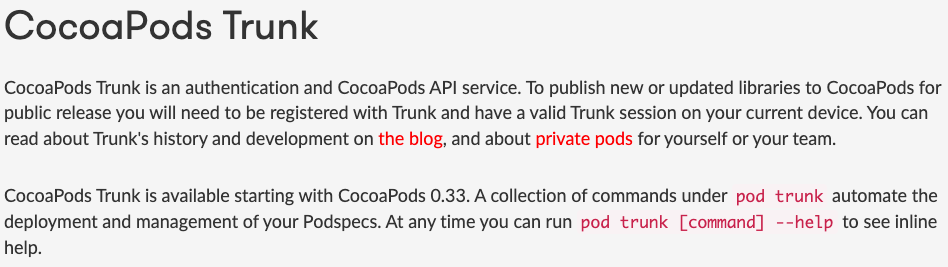 CocoaPods Trunk
CocoaPods Trunk is an authentication and CocoaPods API service. To publish new or updated libraries to CocoaPods for
public release you will need to be registered with Trunk and have a valid Trunk session on your current device. You can
read about Trunk's history and development on the blog, and about private pods for yourself or your team.
CocoaPods Trunk is available starting with CocoaPods 0.33. A collection of commands under pod trunk automate the
deployment and management of your Podspecs. At any time you can run pod trunk [command] --help to see inline
help.